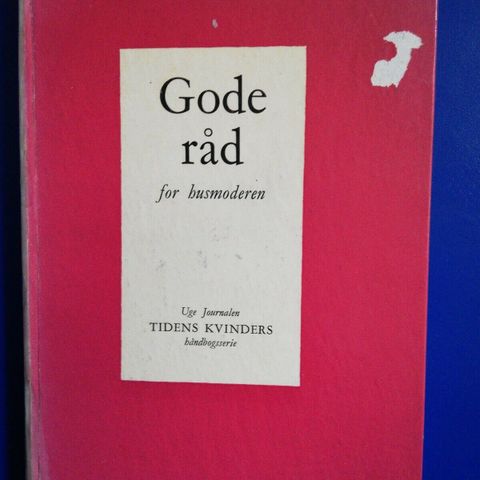 Gode
råd
for husmoderen
Uge Journalen
TIDENS KVINDERS
håndbogsserie